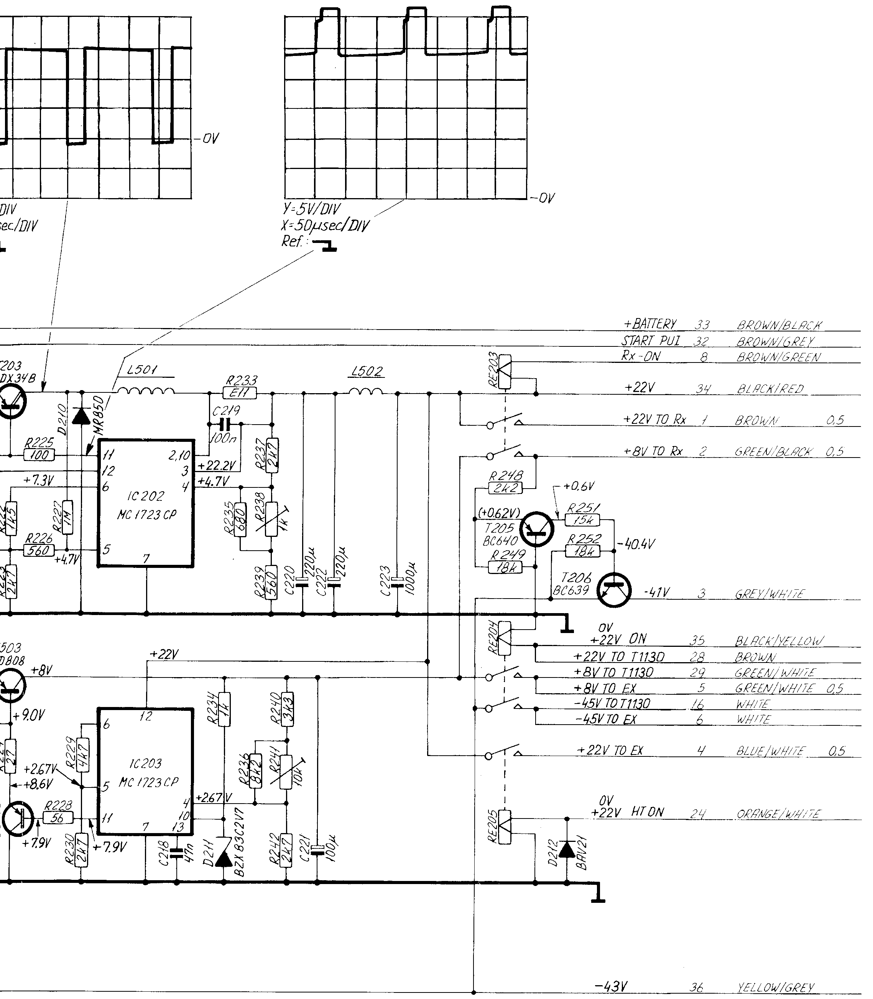 -0V
-0V
DIV
sec/DIV
Y=5V/DIV
X=50µsec/DIV
Ref.:
+BATTERY 33 BROWN/BLACK
START PUI 32 BROWN/GREY
Rx-ON 8 BROWN/GREEN
RE203
+22V 34 BLACK/RED
+22V TO Rx 1 BROWN 0,5
+8V TO Rx 2 GREEN/BLACK 0,5
T203
DX34B
L501
R233
E11
L502
D210
MR850
C219
100n
R225
100
11
2,10
12
3
+22.2V
+7.3V
6
4
+4.7V
IC202
MC1723CP
R237
2k7
R222
1k5
R227
1M
R235
680
R238
1k
R226
560
+4.7V
5
7
R223
2k7
R239
560
C220
220µ
C222
220µ
C223
1000µ
R248
2k2
+0.6V
(+0.62V)
T205
BC640
R251
15k
R252
18k
-40.4V
R249
18k
T206
BC639
-41V 3 GREY/WHITE
RE204
0V
+22V ON 35 BLACK/YELLOW
+22V TO T1130 28 BROWN
+8V TO T1130 29 GREEN/WHITE
+8V TO EX 5 GREEN/WHITE 0,5
-45V TO T1130 16 WHITE
-45V TO EX 6 WHITE
+22V TO EX 4 BLUE/WHITE 0,5
503
D808
+8V
+22V
+9.0V
12
6
R229
4k7
IC203
MC1723CP
27
+2.67V
+8.6V
5
4
+2.67V
10
R228
56
11
7
13
+7.9V
+7.9V
R230
2k7
C218
47n
D211
BZX83C2V7
R234
1k
R240
3k3
R236
8k2
R241
10k
R242
2k7
C221
100µ
0V
+22V HT ON 24 ORANGE/WHITE
RE205
D212
BAV21
-43V 36 YELLOW/GREY